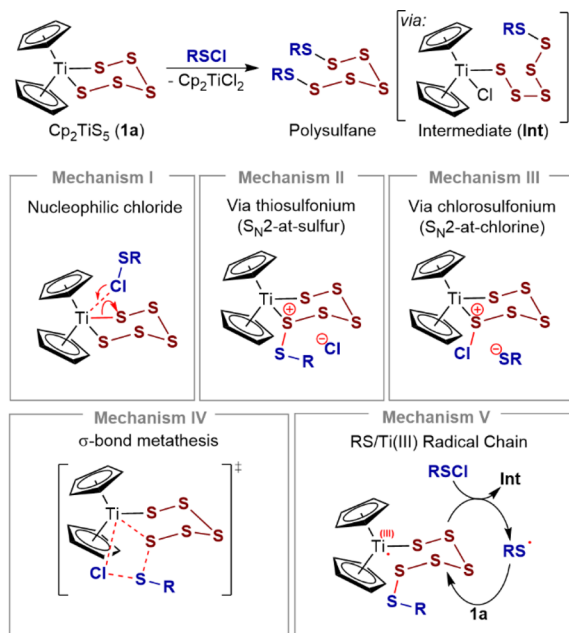 RSCl
- Cp2TiCl2
Ti S S S S S
RS RS S S S
via:
RS S S S S S Ti Cl
Cp2TiS5 (1a)
Polysulfane
Intermediate (Int)
Mechanism I
Nucleophilic chloride
SR Cl Ti S S S S S
Mechanism II
Via thiosulfonium
(SN2-at-sulfur)
Ti S S S S S ⊕ S R ⊖ Cl
Mechanism III
Via chlorosulfonium
(SN2-at-chlorine)
Ti S S S S S ⊕ Cl ⊖ SR
Mechanism IV
σ-bond metathesis
Ti S S S S S Cl S R ‡
Mechanism V
RS/Ti(III) Radical Chain
RSCl
Int
(III)
Ti S S S S S S R
RS·
1a